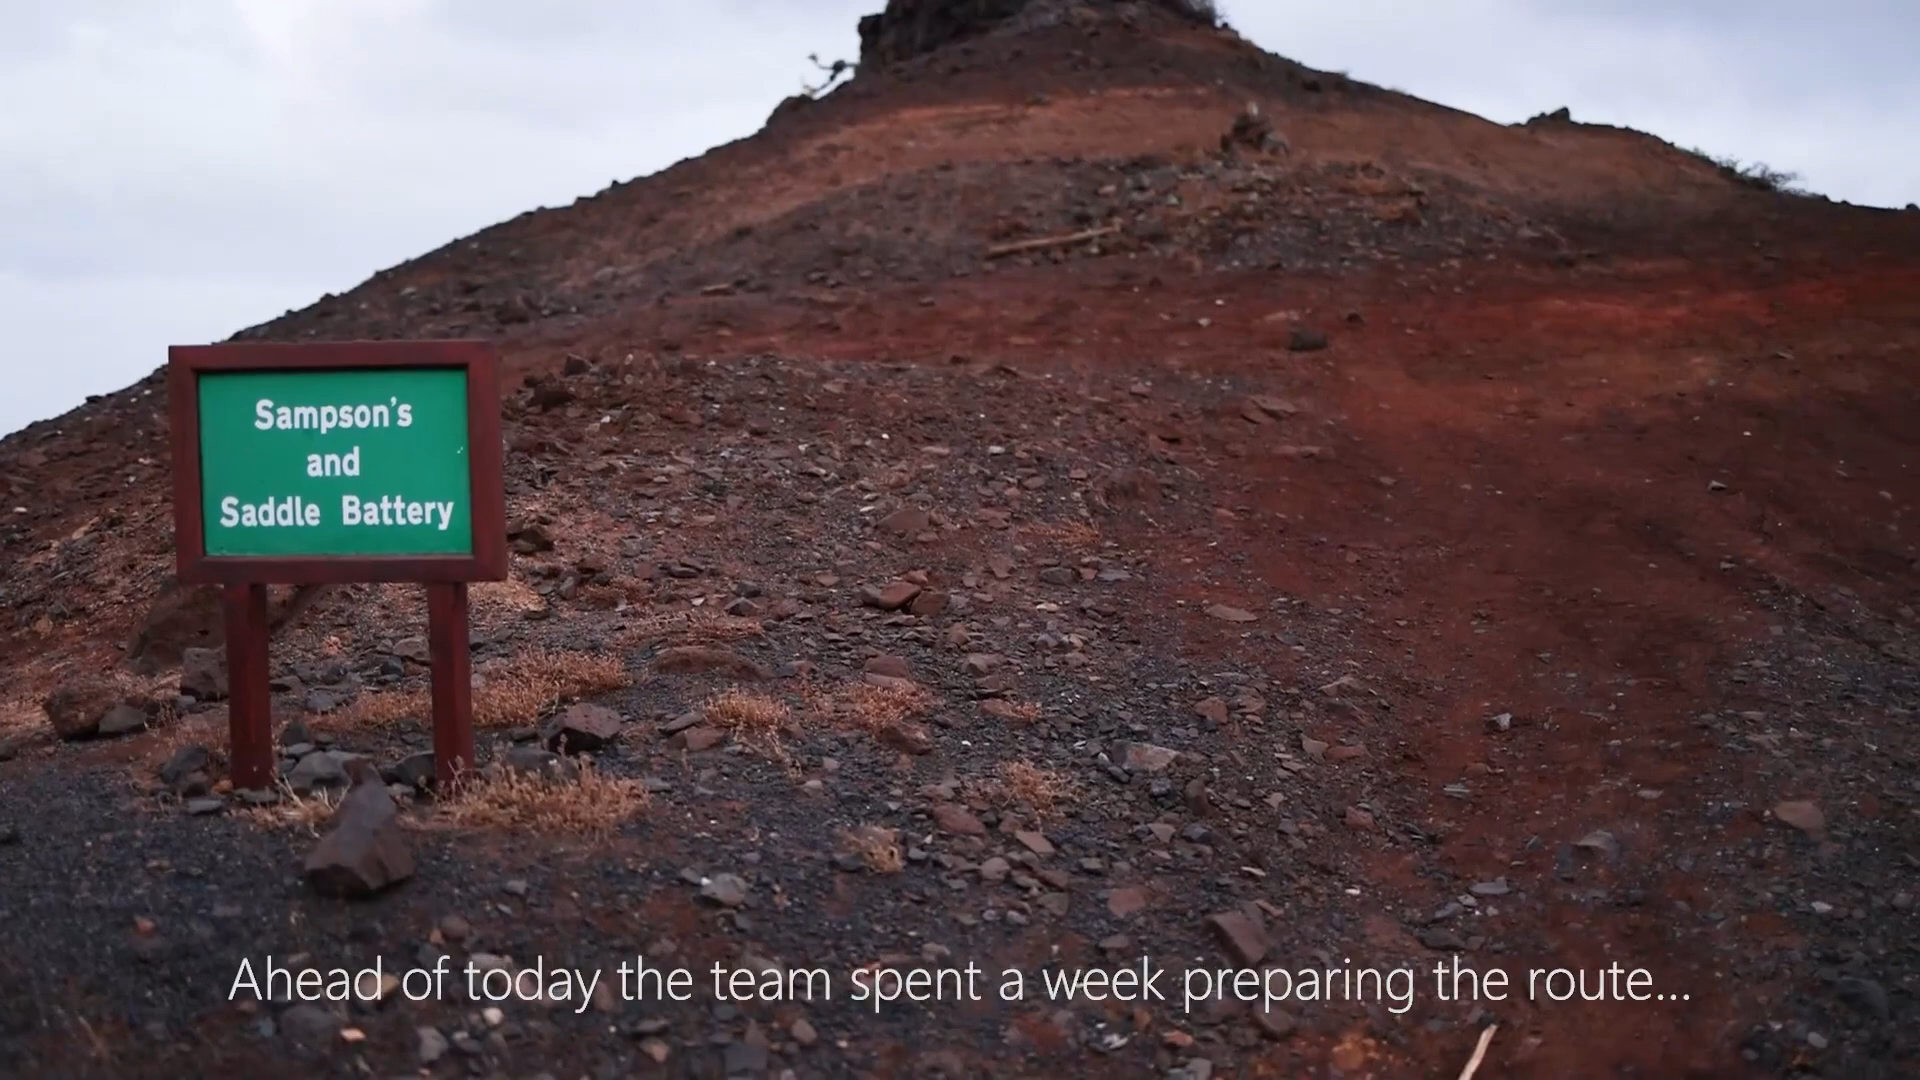 Sampson's
and
Saddle Battery
Ahead of today the team spent a week preparing the route...